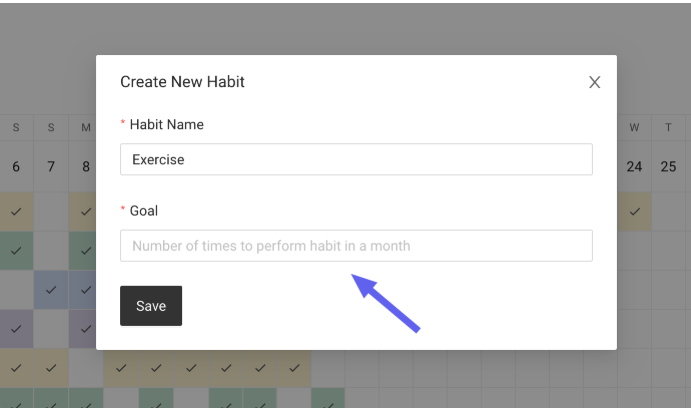 Create New Habit
X
* Habit Name
S S M W T
Exercise
6 7 8 24 25
* Goal
Number of times to perform habit in a month
Save